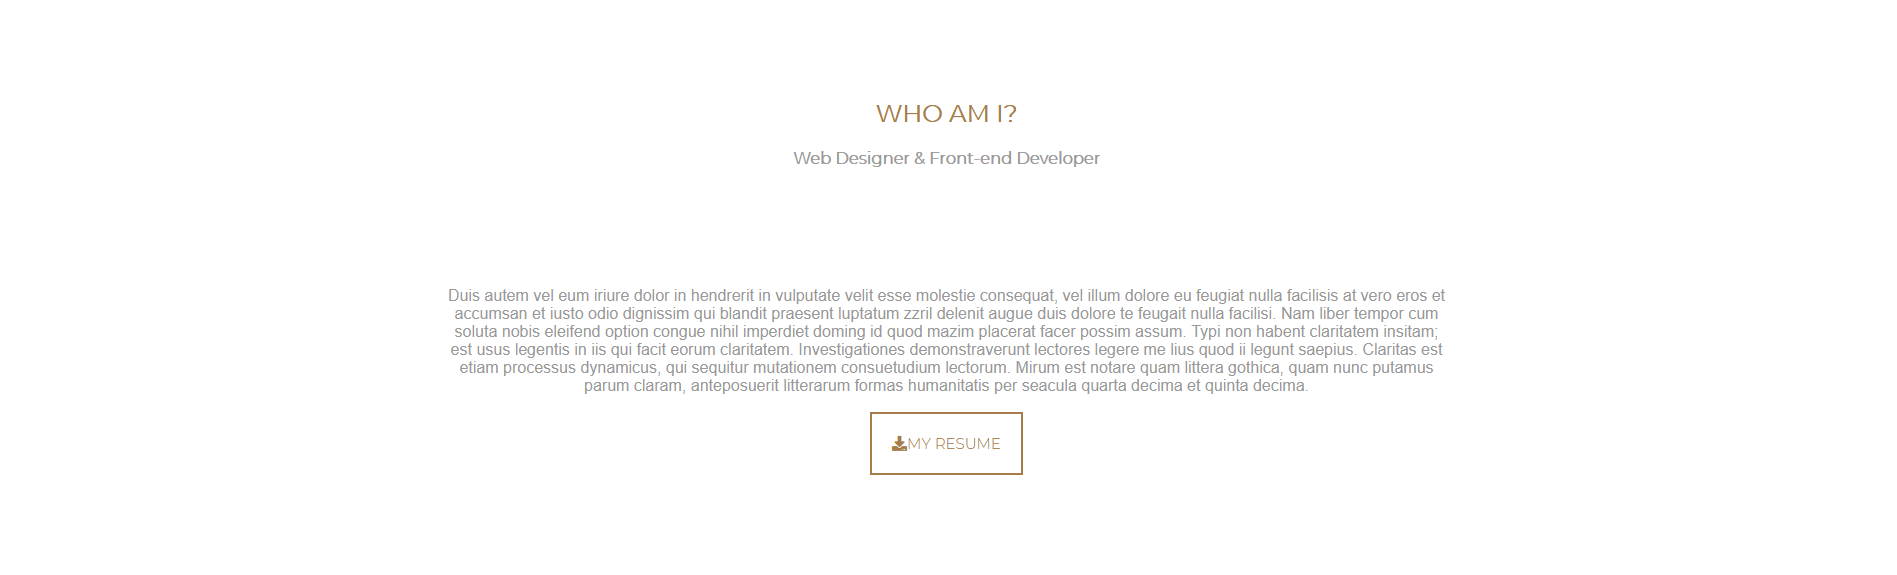 WHO AM I?
Web Designer & Front-end Developer
Duis autem vel eum iriure dolor in hendrerit in vulputate velit esse molestie consequat, vel illum dolore eu feugiat nulla facilisis at vero eros et
accumsan et iusto odio dignissim qui blandit praesent luptatum zzril delenit augue duis dolore te feugait nulla facilisi. Nam liber tempor cum
soluta nobis eleifend option congue nihil imperdiet doming id quod mazim placerat facer possim assum. Typi non habent claritatem insitam;
est usus legentis in iis qui facit eorum claritatem. Investigationes demonstraverunt lectores legere me lius quod ii legunt saepius. Claritas est
etiam processus dynamicus, qui sequitur mutationem consuetudium lectorum. Mirum est notare quam littera gothica, quam nunc putamus
parum claram, anteposuerit litterarum formas humanitatis per seacula quarta decima et quinta decima.
MY RESUME